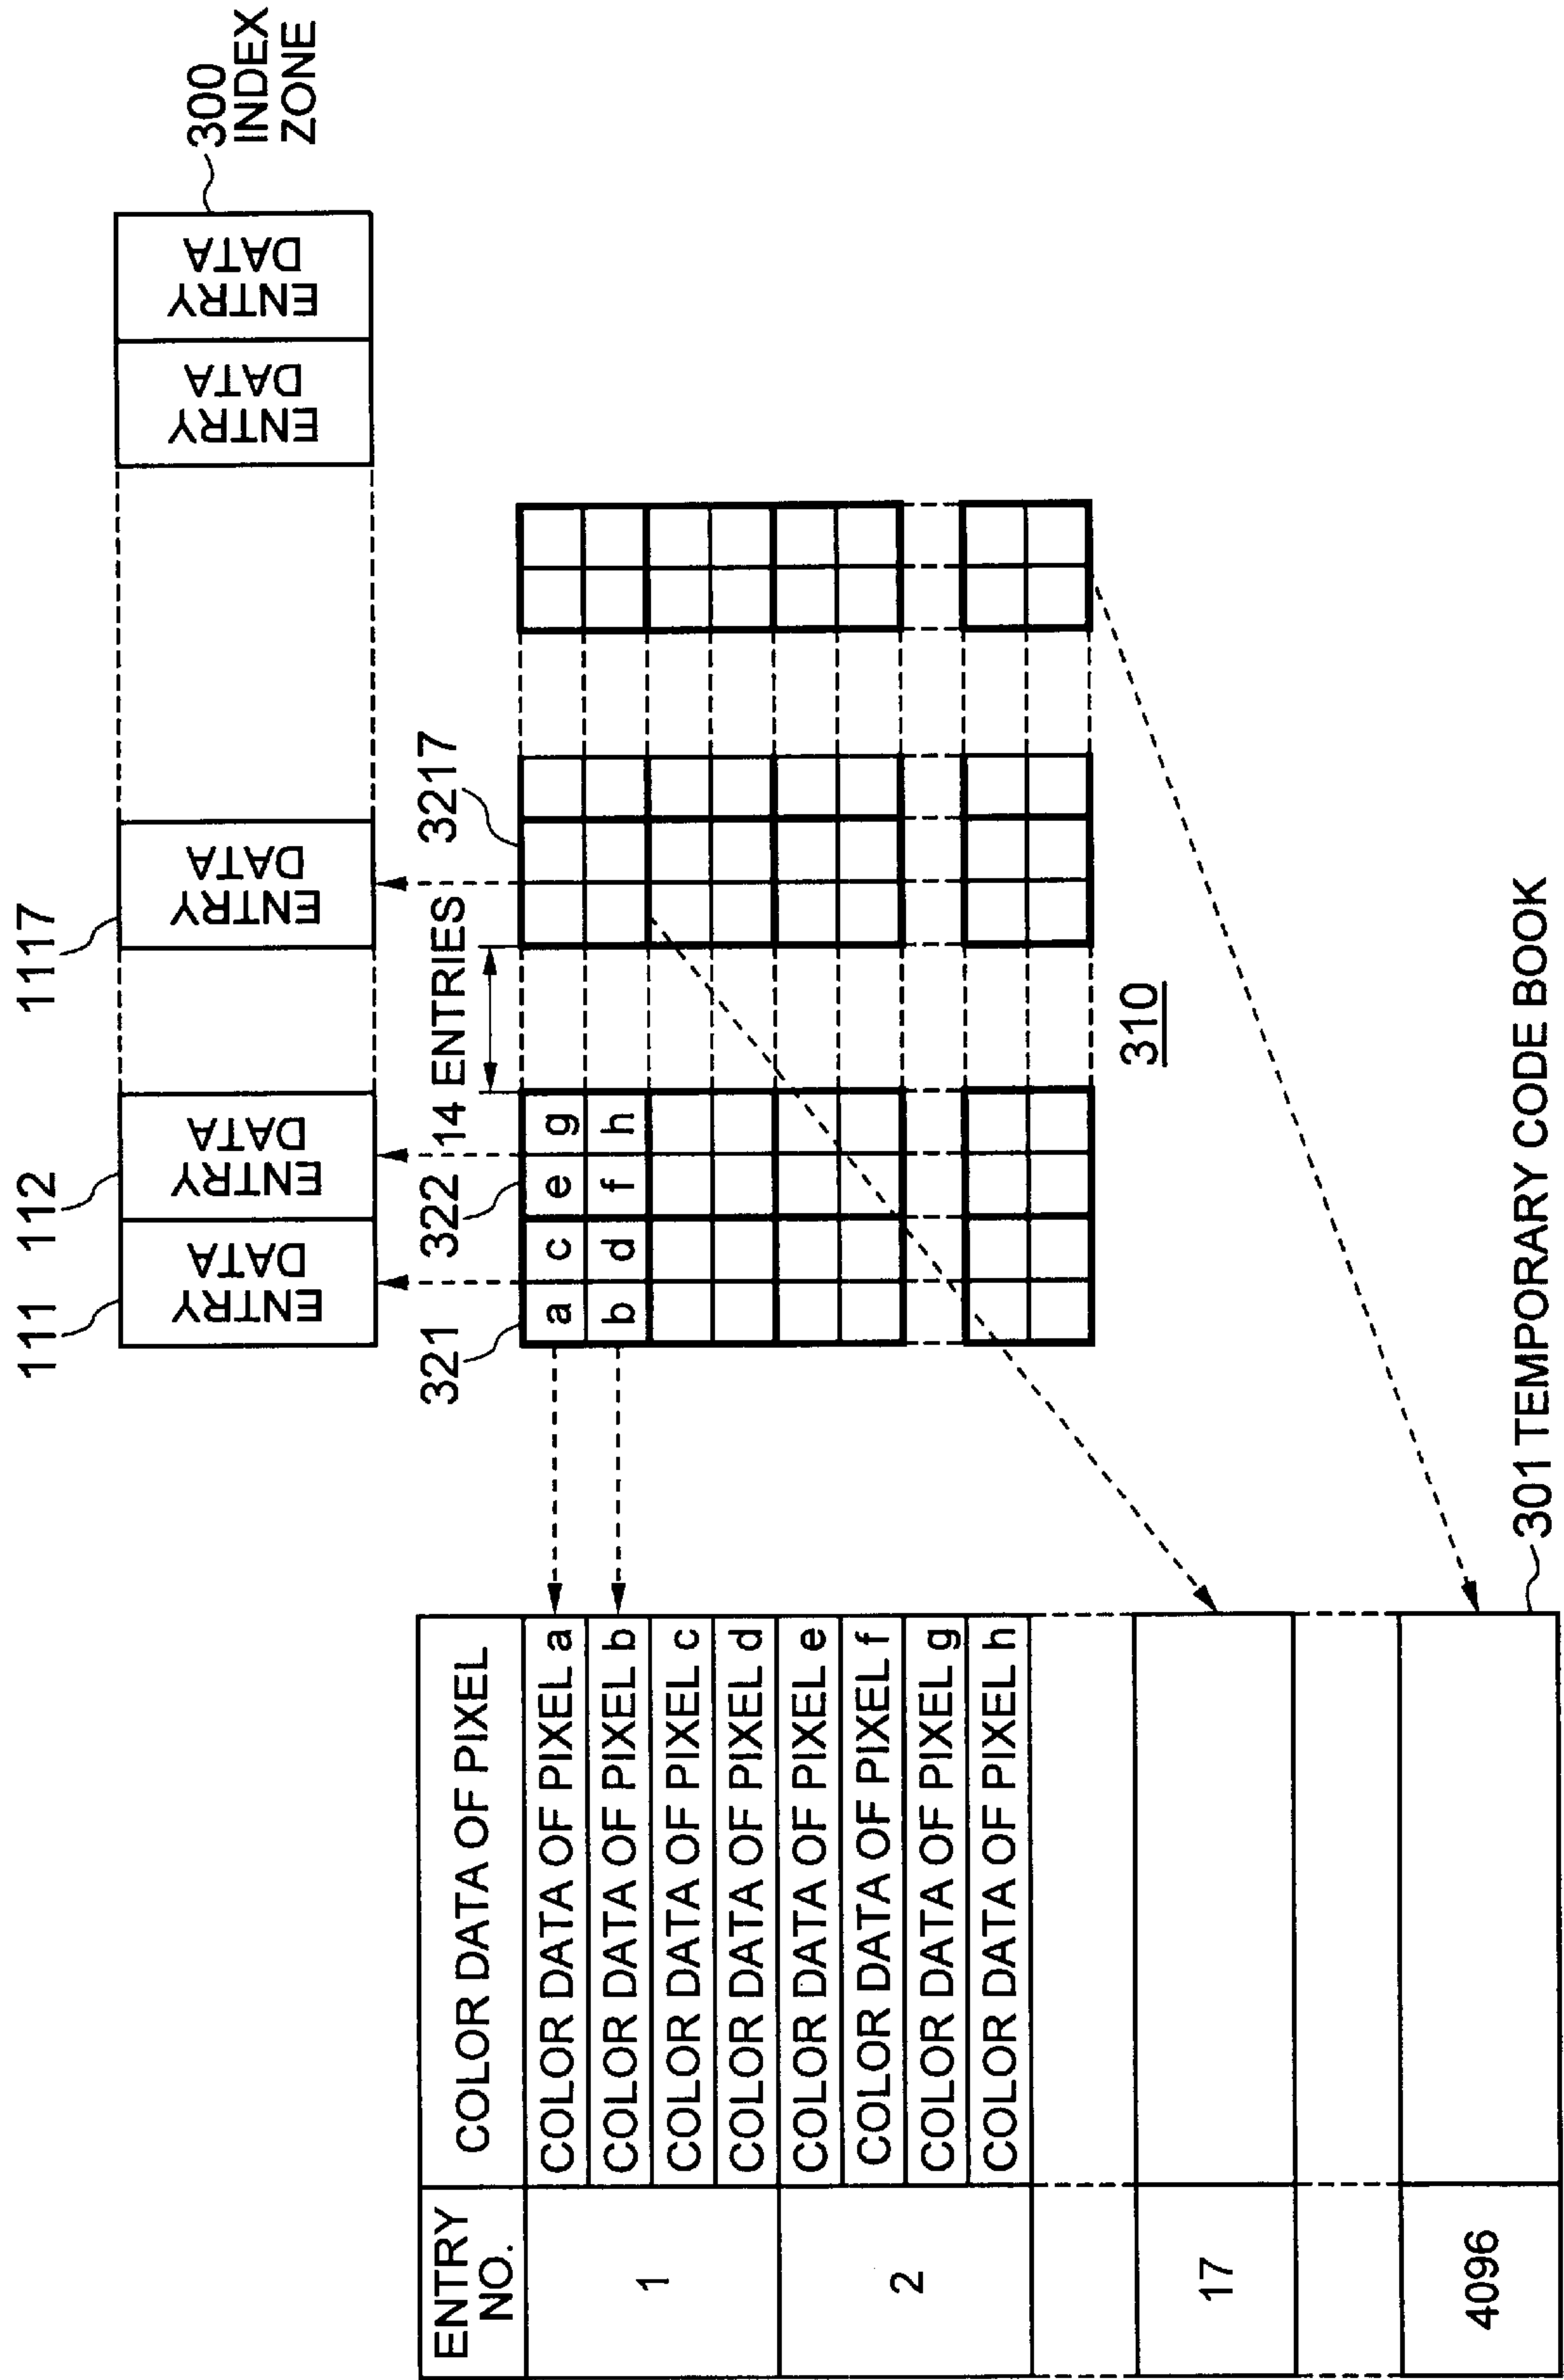 ENTRY
NO.
COLOR DATA OF PIXEL
1
COLOR DATA OF PIXEL a
COLOR DATA OF PIXEL b
COLOR DATA OF PIXEL c
COLOR DATA OF PIXEL d
2
COLOR DATA OF PIXEL e
COLOR DATA OF PIXEL f
COLOR DATA OF PIXEL g
COLOR DATA OF PIXEL h
17
4096
301 TEMPORARY CODE BOOK
111
112
1117
ENTRY
DATA
ENTRY
DATA
ENTRY
DATA
ENTRY
DATA
ENTRY
DATA
300
INDEX
ZONE
321
322
14 ENTRIES
3217
a c e g
b d f h
310